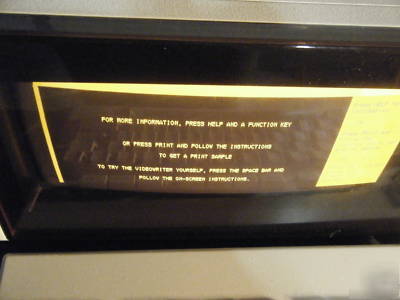 FOR MORE INFORMATION, PRESS HELP AND A FUNCTION KEY
OR PRESS PRINT AND FOLLOW THE INSTRUCTIONS
TO GET A PRINT SAMPLE
TO TRY THE VIDEOWRITER YOURSELF, PRESS THE SPACE BAR AND
FOLLOW THE ON-SCREEN INSTRUCTIONS.